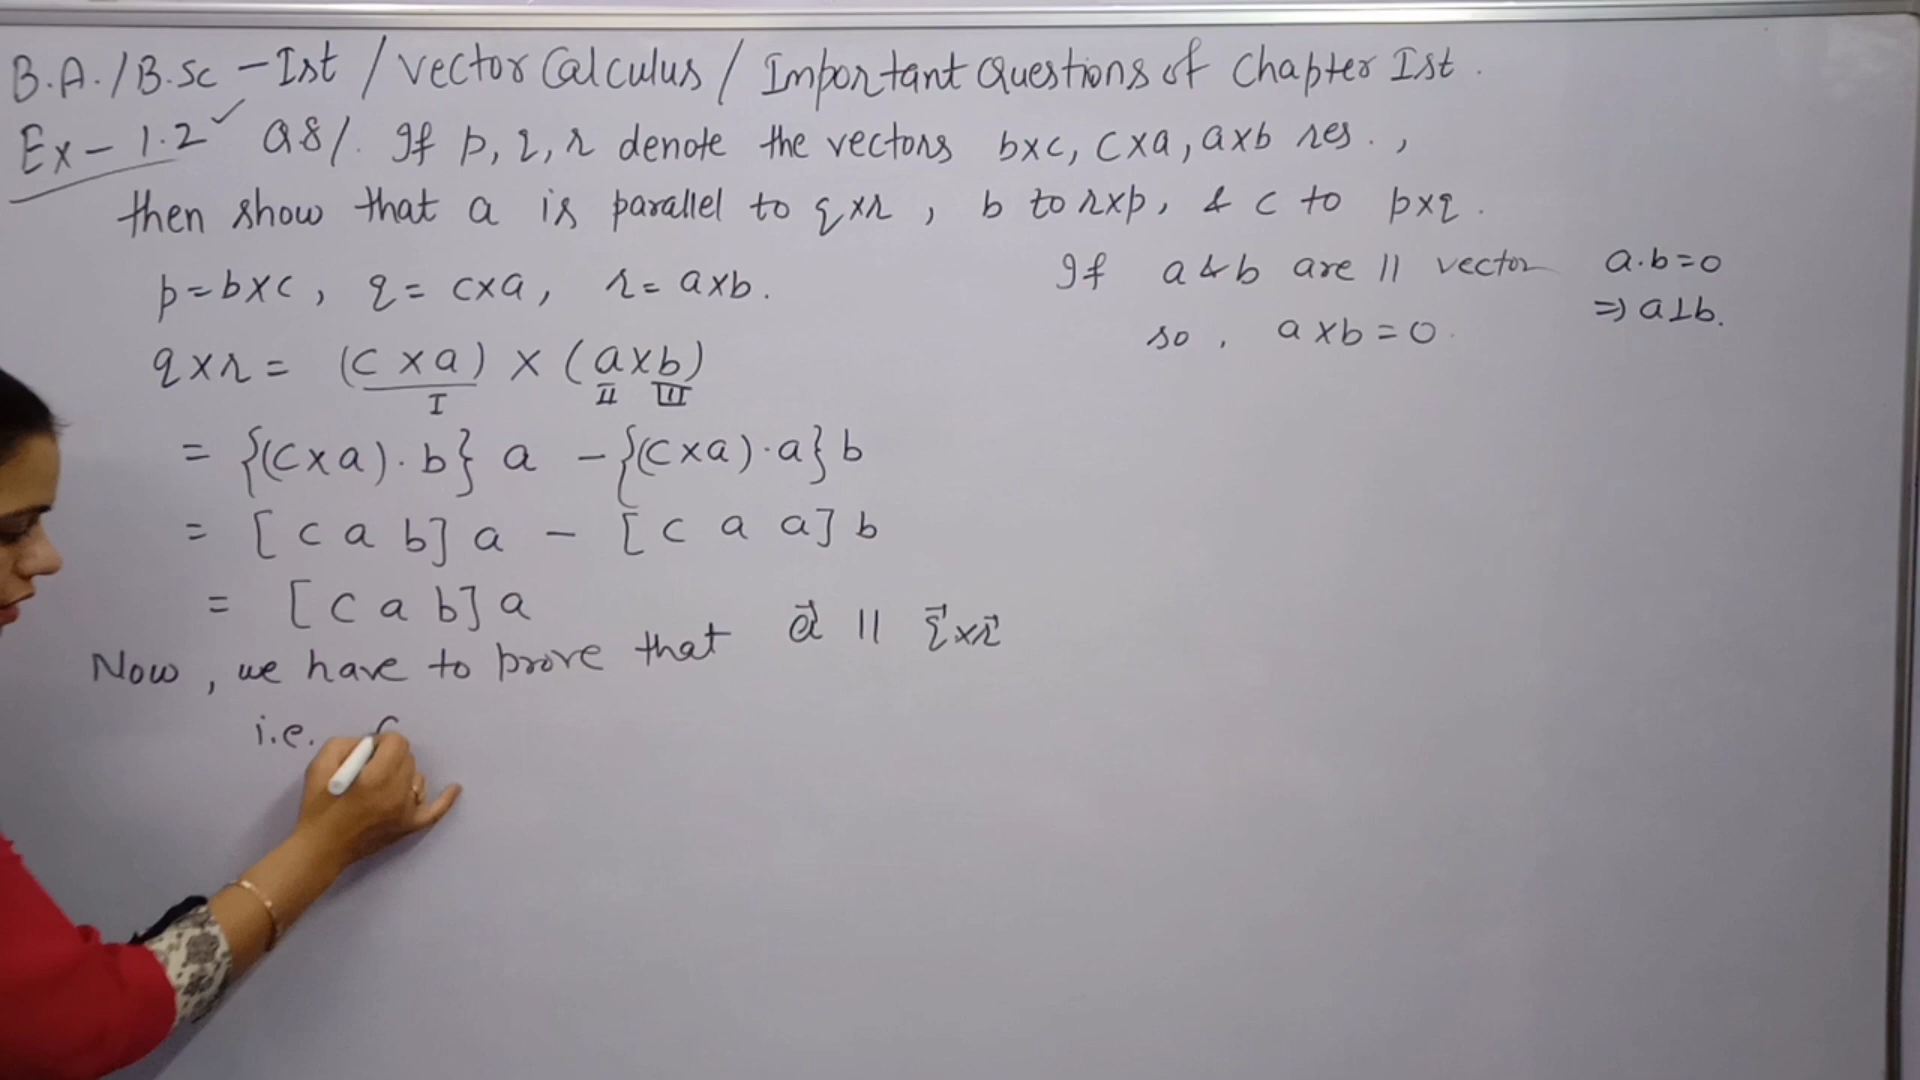 B.A./B.Sc - Ist / Vector Calculus / Important Questions of Chapter Ist.
Ex - 1.2 ✓ Q8/. If p, q, r denote the vectors b×c, c×a, a×b res.,
then show that a is parallel to q×r, b to r×p, & c to p×q.
p = b×c, q = c×a, r = a×b.
If a & b are || vector
so, a×b = 0.
a.b = 0
⇒ a⊥b.
q×r = (c × a) × (a×b)
I II III
= {(c×a).b} a - {(c×a).a} b
= [c a b] a - [c a a] b
= [c a b] a
Now, we have to prove that a⃗ || q⃗×r⃗
i.e.